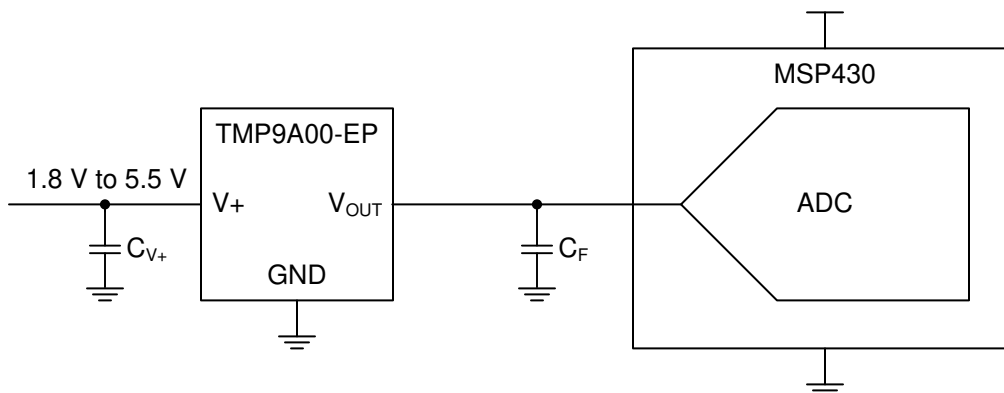 MSP430
TMP9A00-EP
1.8 V to 5.5 V
V+
VOUT
ADC
CV+
CF
GND